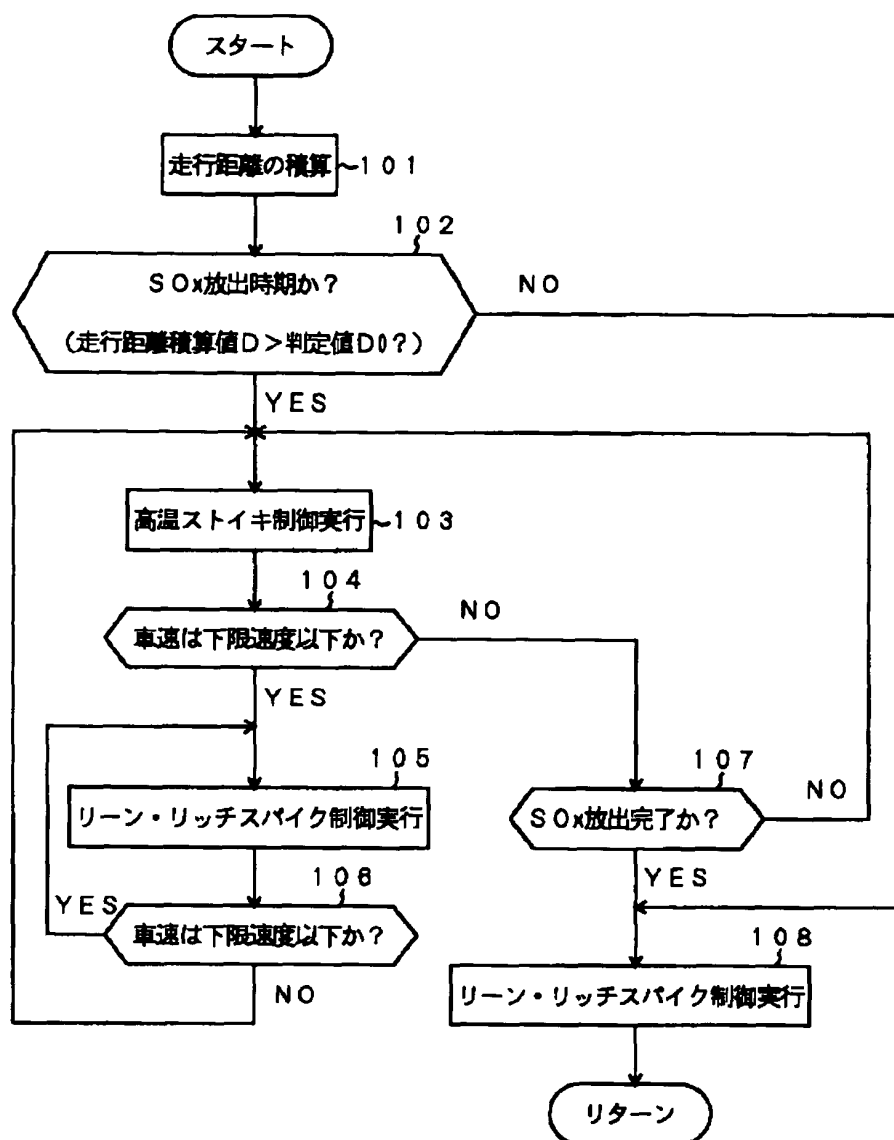 スタート
走行距離の積算
~101
102
SOx放出時期か?
(走行距離積算値D>判定値D0?)
NO
YES
高温ストイキ制御実行
~103
104
車速は下限速度以下か?
NO
YES
105
リーン・リッチスパイク制御実行
106
車速は下限速度以下か?
YES
NO
107
SOx放出完了か?
NO
YES
108
リーン・リッチスパイク制御実行
リターン